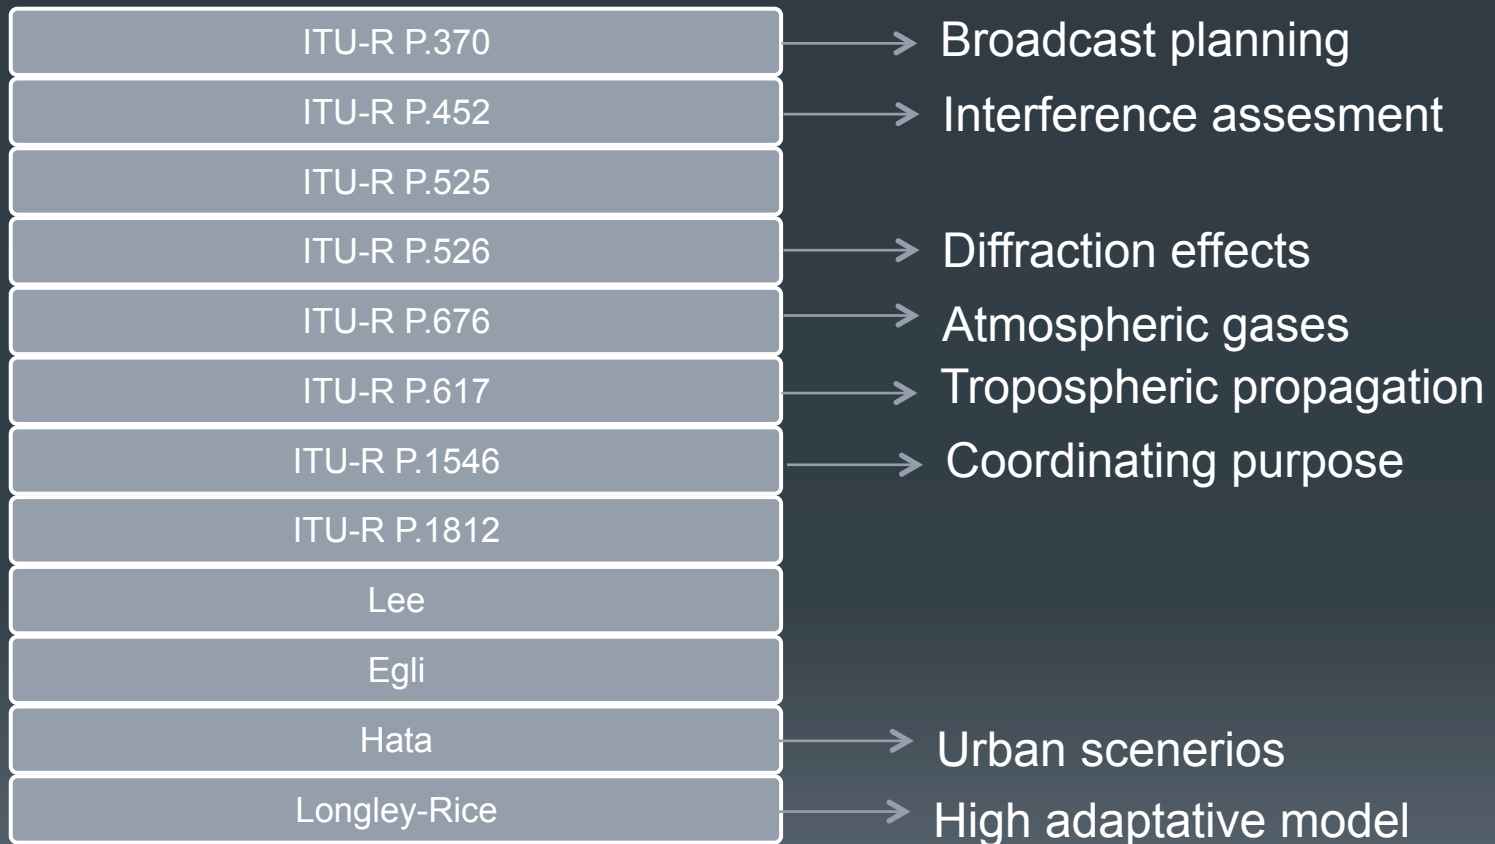 ITU-R P.370 Broadcast planning
ITU-R P.452 Interference assesment
ITU-R P.525
ITU-R P.526 Diffraction effects
ITU-R P.676 Atmospheric gases
ITU-R P.617 Tropospheric propagation
ITU-R P.1546 Coordinating purpose
ITU-R P.1812
Lee
Egli
Hata Urban scenerios
Longley-Rice High adaptative model